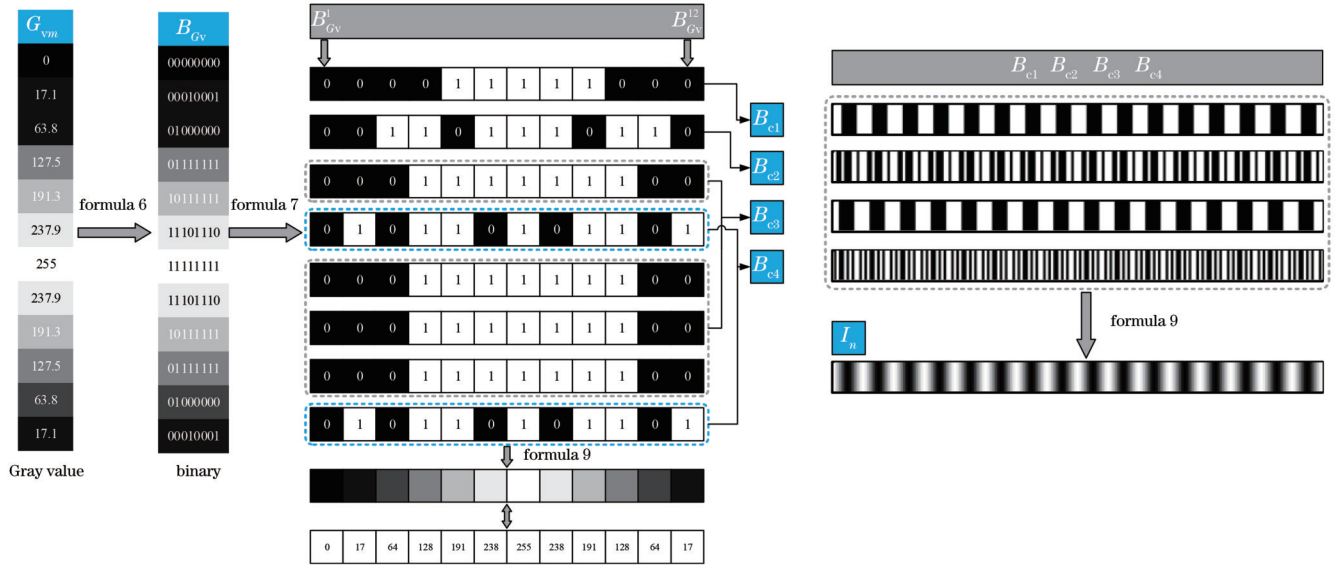 G_vm
0
17.1
63.8
127.5
191.3
237.9
255
237.9
191.3
127.5
63.8
17.1
Gray value
formula 6
B_Gv
00000000
00010001
01000000
01111111
10111111
11101110
11111111
11101110
10111111
01111111
01000000
00010001
binary
formula 7
B^1_Gv B^12_Gv
0 0 0 0 1 1 1 1 1 0 0 0
0 0 1 1 0 1 1 1 0 1 1 0
0 0 0 1 1 1 1 1 1 1 0 0
0 1 0 1 1 0 1 0 1 1 0 1
0 0 0 1 1 1 1 1 1 1 0 0
0 0 0 1 1 1 1 1 1 1 0 0
0 0 0 1 1 1 1 1 1 1 0 0
0 1 0 1 1 0 1 0 1 1 0 1
formula 9
0 17 64 128 191 238 255 238 191 128 64 17
B_c1
B_c2
B_c3
B_c4
B_c1 B_c2 B_c3 B_c4
formula 9
I_n